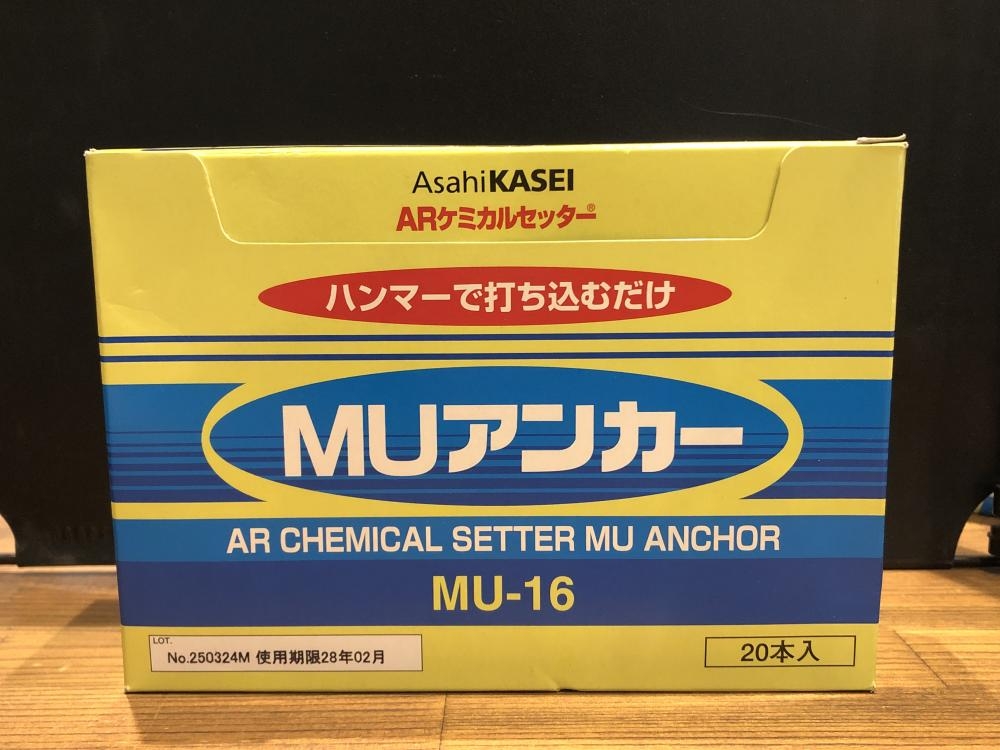 AsahiKASEI
ARケミカルセッター®
ハンマーで打ち込むだけ
MUアンカー
AR CHEMICAL SETTER MU ANCHOR
MU-16
LOT.
No.250324M 使用期限28年02月
20本入